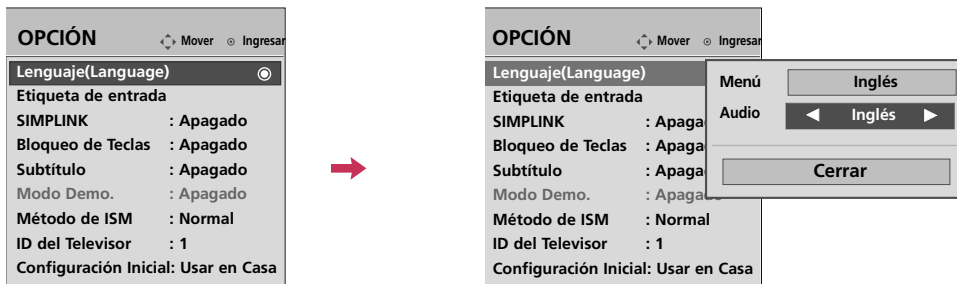 OPCIÓN Mover Ingresar
Lenguaje(Language)
Etiqueta de entrada
SIMPLINK : Apagado
Bloqueo de Teclas : Apagado
Subtítulo : Apagado
Modo Demo. : Apagado
Método de ISM : Normal
ID del Televisor : 1
Configuración Inicial: Usar en Casa
OPCIÓN Mover Ingresar
Lenguaje(Language)
Etiqueta de entrada
SIMPLINK : Apaga
Bloqueo de Teclas : Apaga
Subtítulo : Apaga
Modo Demo. : Apagado
Método de ISM : Normal
ID del Televisor : 1
Configuración Inicial: Usar en Casa
Menú Inglés
Audio ◀ Inglés ▶
Cerrar